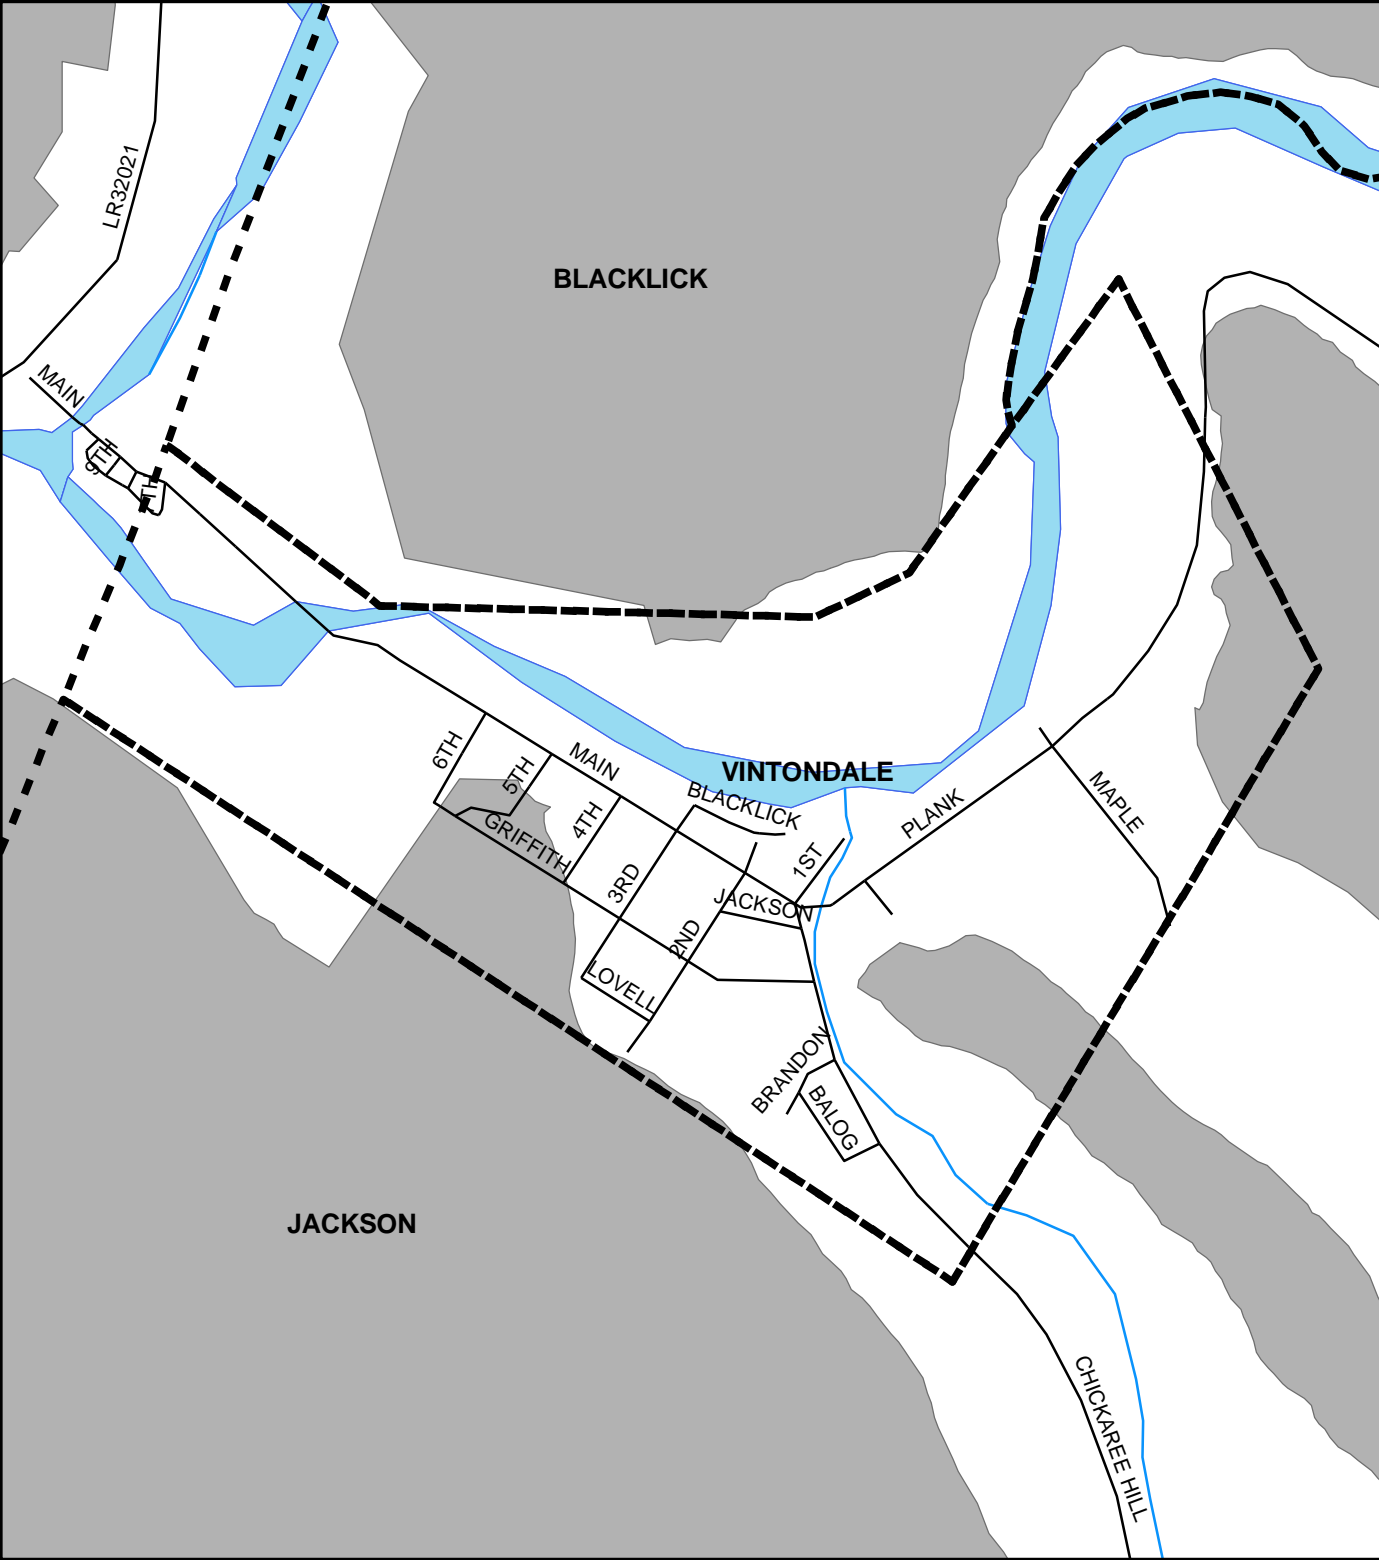 LR32021
BLACKLICK
MAIN
9TH
TH
6TH
5TH
MAIN
VINTONDALE
BLACKLICK
4TH
GRIFFITH
PLANK
MAPLE
1ST
3RD
JACKSON
2ND
LOVELL
BRANDON
BALOG
JACKSON
CHICKAREE HILL